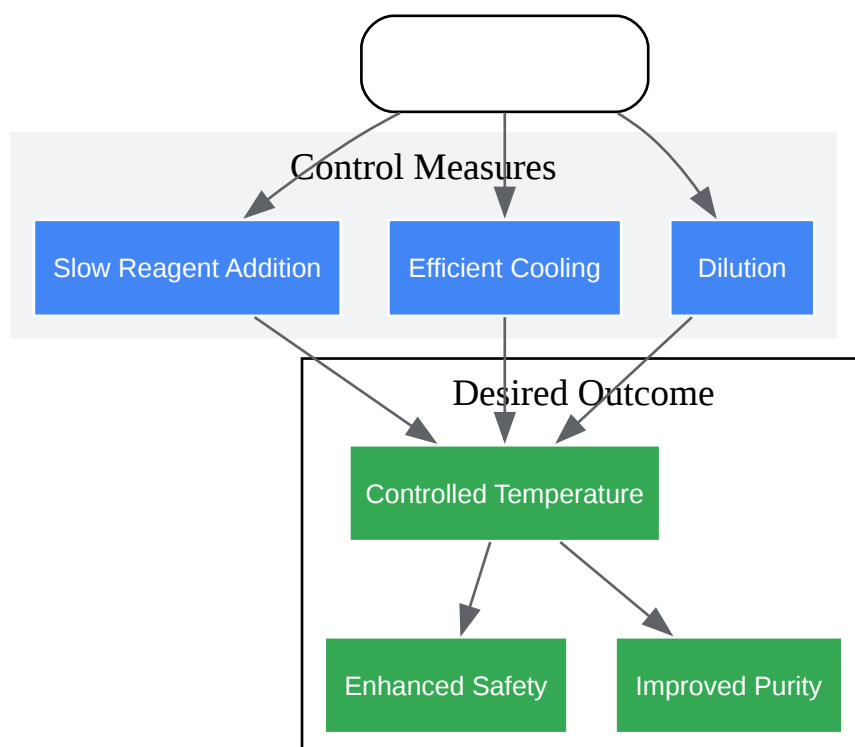 Control Measures
Slow Reagent Addition
Efficient Cooling
Dilution
Desired Outcome
Controlled Temperature
Enhanced Safety
Improved Purity